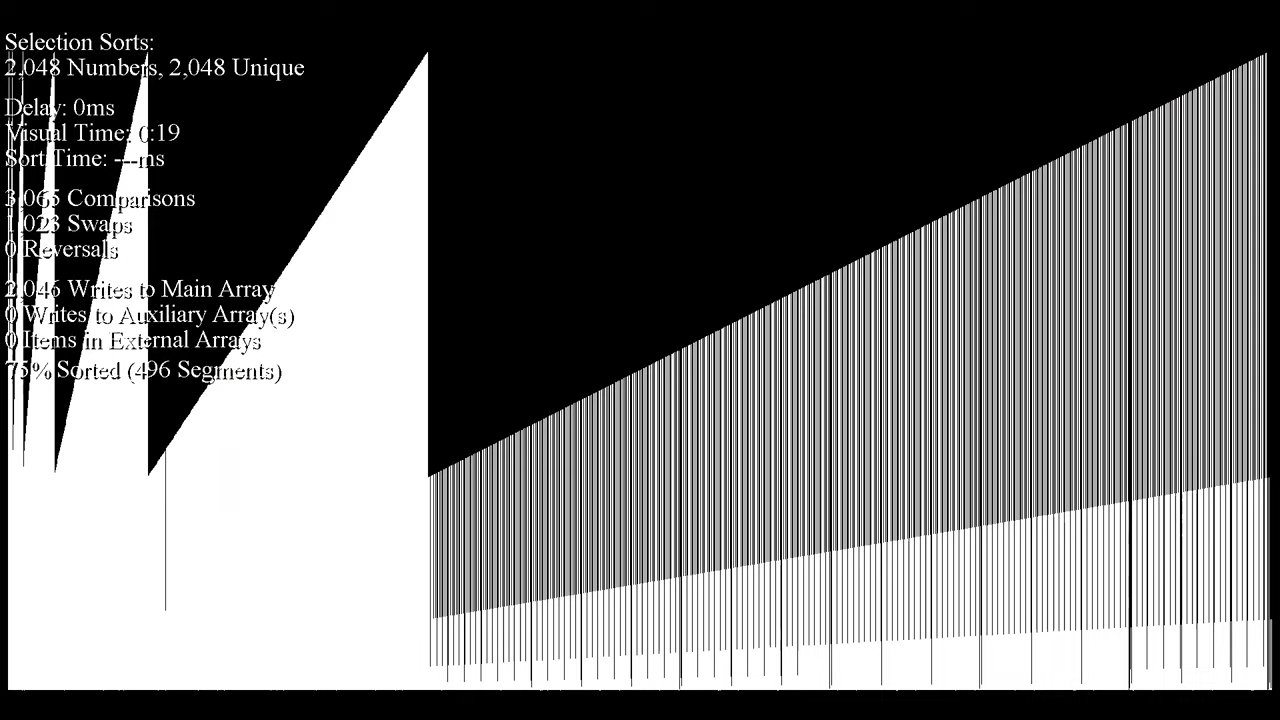 Selection Sorts:
2,048 Numbers, 2,048 Unique
Delay: 0ms
Visual Time: 0:19
Sort Time: ---ms
3,065 Comparisons
1,023 Swaps
0 Reversals
2,046 Writes to Main Array
0 Writes to Auxiliary Array(s)
0 Items in External Arrays
75% Sorted (496 Segments)